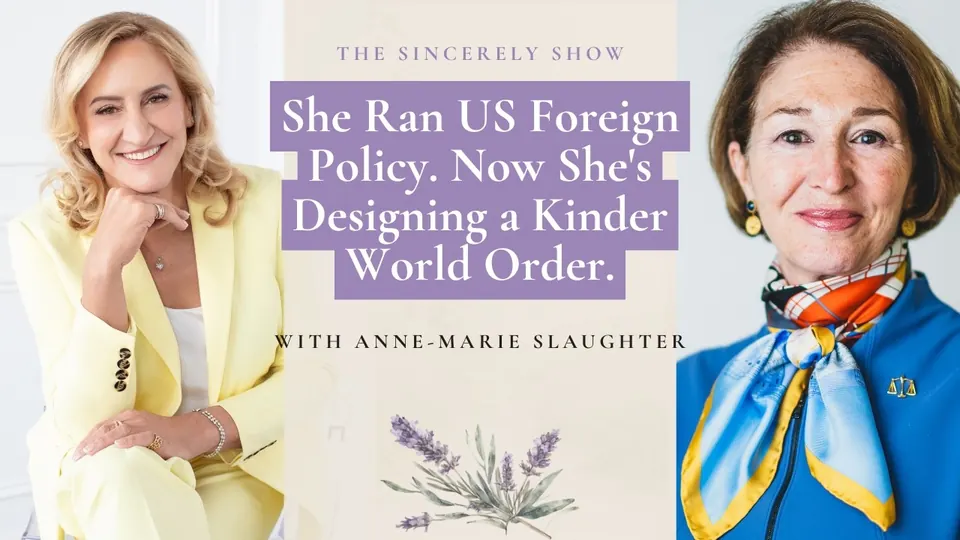 THE SINCERELY SHOW
She Ran US Foreign
Policy. Now She's
Designing a Kinder
World Order.
WITH ANNE-MARIE SLAUGHTER